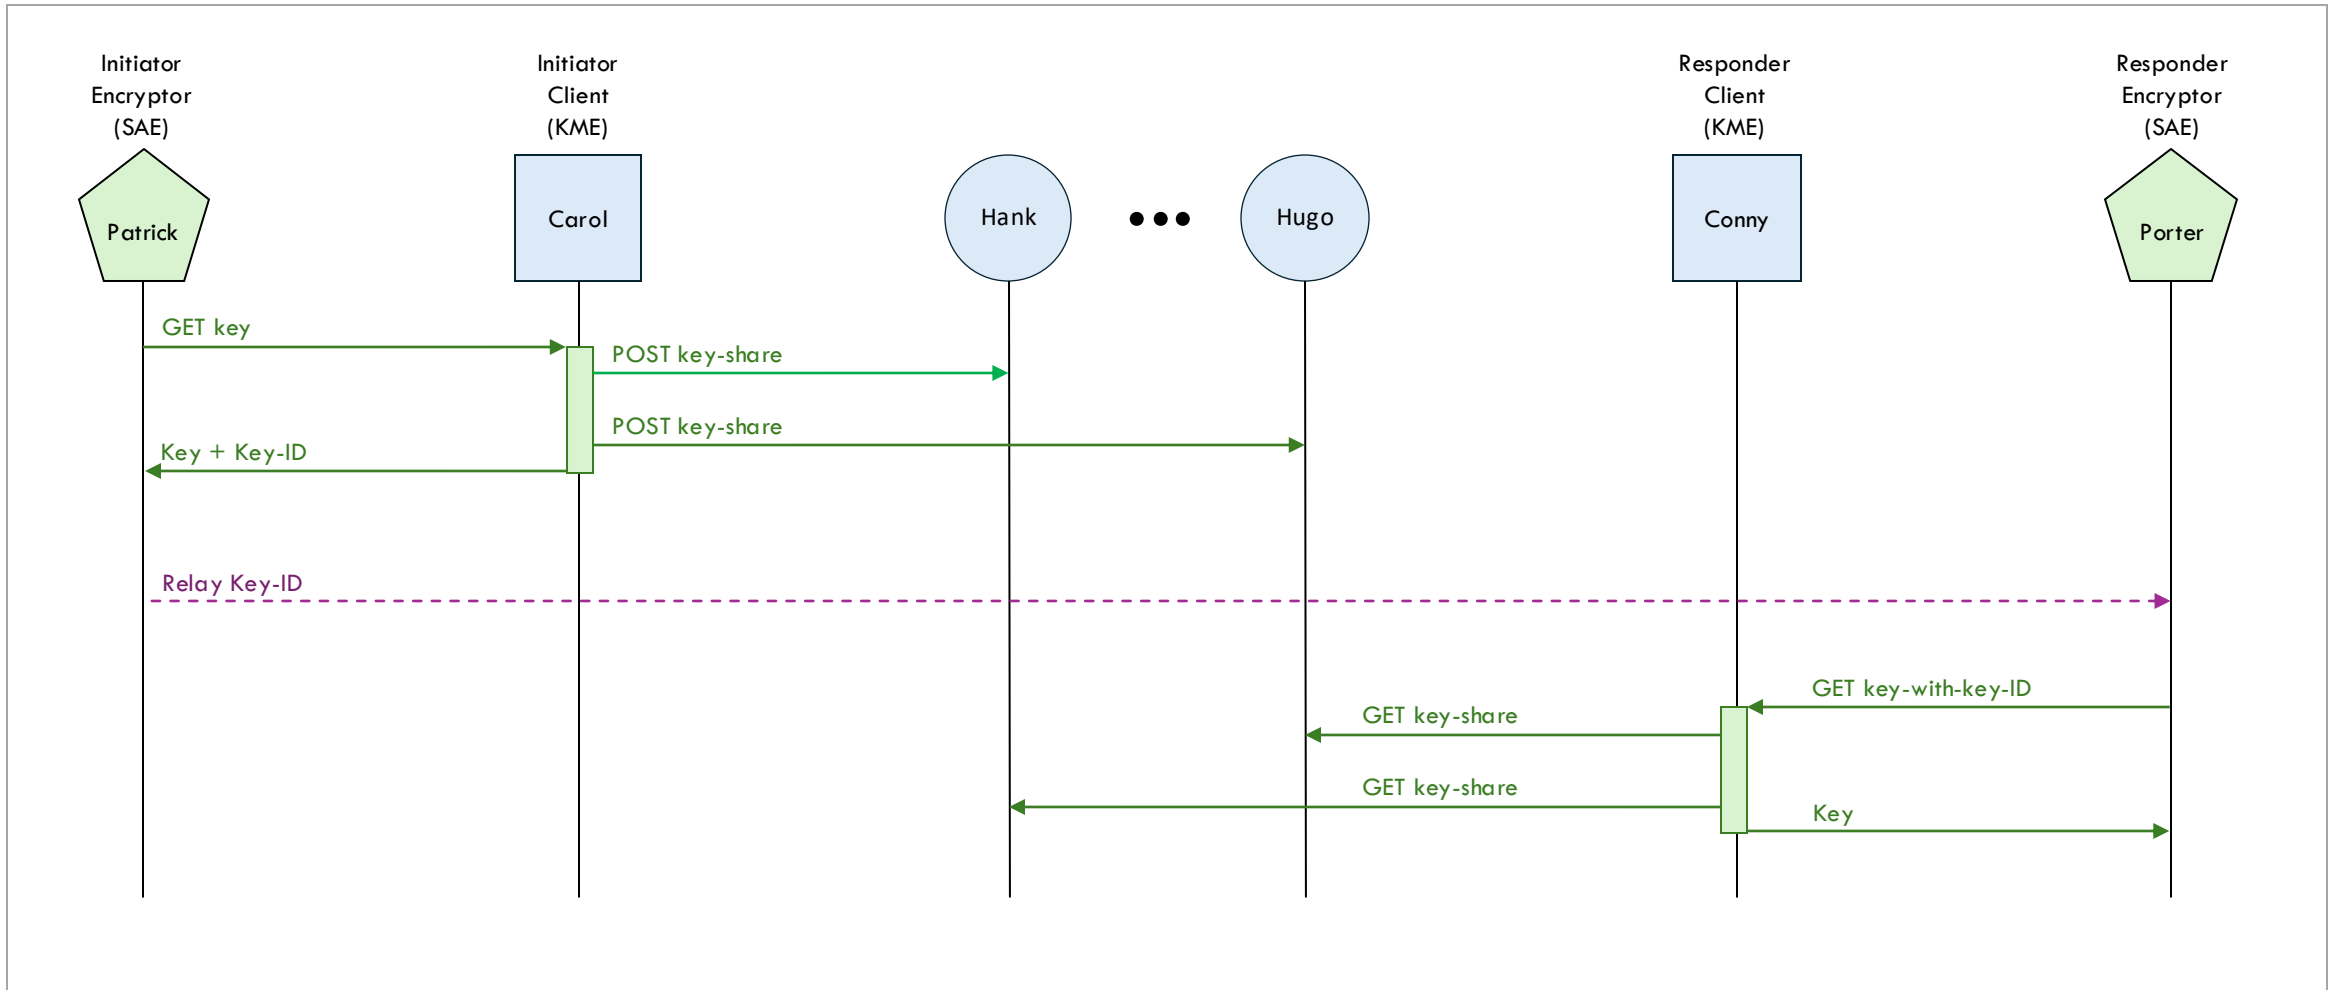 Initiator
Encryptor
(SAE)
Initiator
Client
(KME)
Responder
Client
(KME)
Responder
Encryptor
(SAE)
Patrick
Carol
Hank
Hugo
Conny
Porter
GET key
POST key-share
POST key-share
Key + Key-ID
Relay Key-ID
GET key-with-key-ID
GET key-share
GET key-share
Key